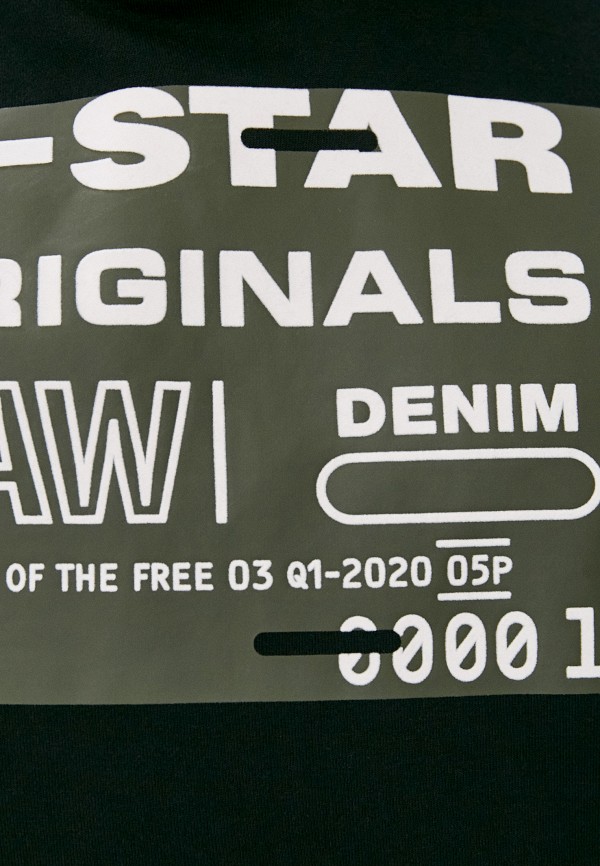 -STAR
RIGINALS
AW|
DENIM
OF THE FREE 03 Q1-2020 05P
0000 1